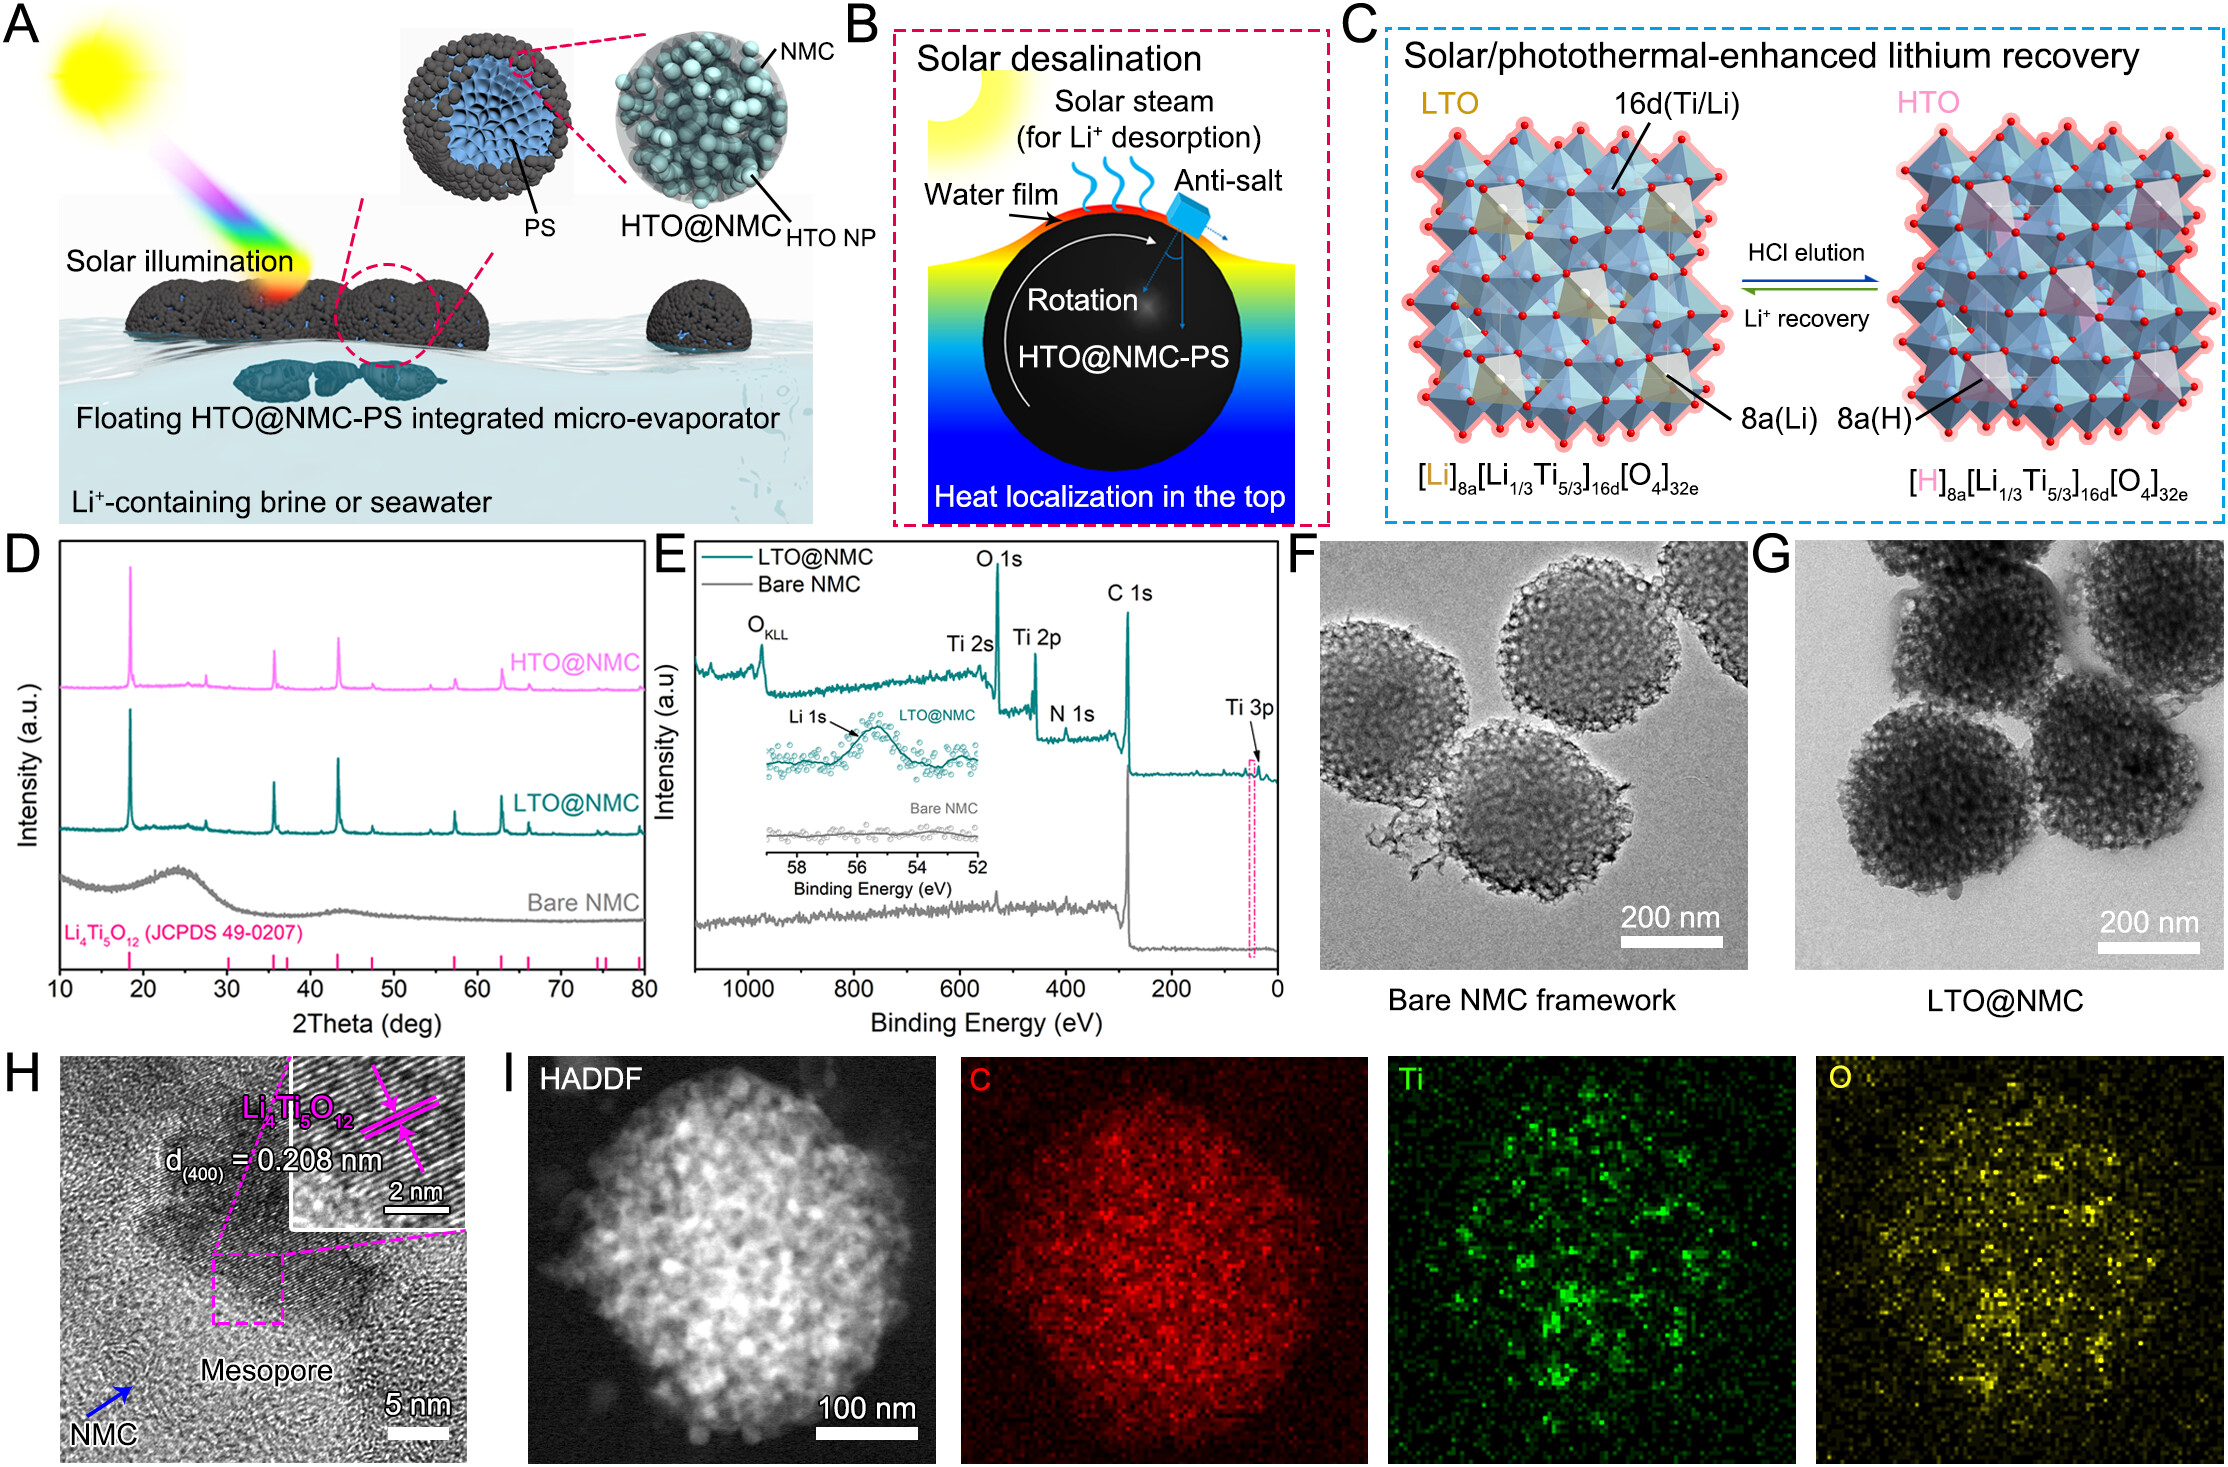 A
NMC
PS
HTO@NMC
HTO NP
Solar illumination
Floating HTO@NMC-PS integrated micro-evaporator
Li⁺-containing brine or seawater
B
Solar desalination
Solar steam
(for Li⁺ desorption)
Water film
Anti-salt
Rotation
HTO@NMC-PS
Heat localization in the top
C
Solar/photothermal-enhanced lithium recovery
LTO
16d(Ti/Li)
HTO
HCl elution
Li⁺ recovery
8a(Li)
8a(H)
[Li]₈ₐ[Li₁/₃Ti₅/₃]₁₆d[O₄]₃₂ₑ
[H]₈ₐ[Li₁/₃Ti₅/₃]₁₆d[O₄]₃₂ₑ
D
HTO@NMC
LTO@NMC
Bare NMC
Li₄Ti₅O₁₂ (JCPDS 49-0207)
Intensity (a.u.)
10 20 30 40 50 60 70 80
2Theta (deg)
E
LTO@NMC
Bare NMC
O 1s
C 1s
O KLL
Ti 2s
Ti 2p
N 1s
Ti 3p
Li 1s
LTO@NMC
Bare NMC
58 56 54 52
Binding Energy (eV)
Intensity (a.u)
1000 800 600 400 200 0
Binding Energy (eV)
F
200 nm
Bare NMC framework
G
200 nm
LTO@NMC
H
Li₄Ti₅O₁₂
d(400) = 0.208 nm
2 nm
Mesopore
NMC
5 nm
I
HADDF
100 nm
C
Ti
O